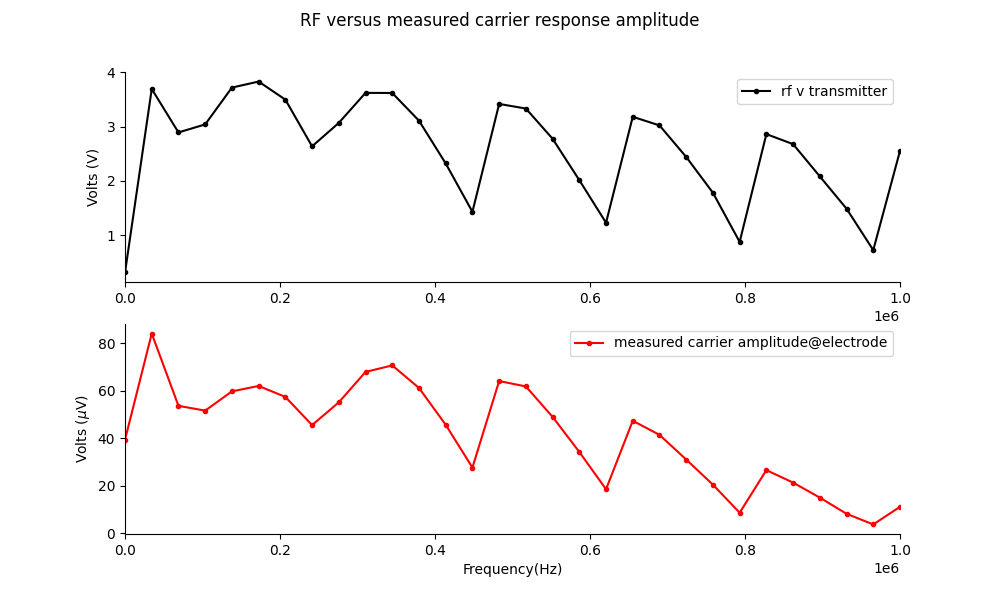 RF versus measured carrier response amplitude
4
3
2
1
Volts (V)
rf v transmitter
0.0 0.2 0.4 0.6 0.8 1.0
1e6
80
60
40
20
0
Volts (μV)
measured carrier amplitude@electrode
0.0 0.2 0.4 0.6 0.8 1.0
Frequency(Hz)
1e6